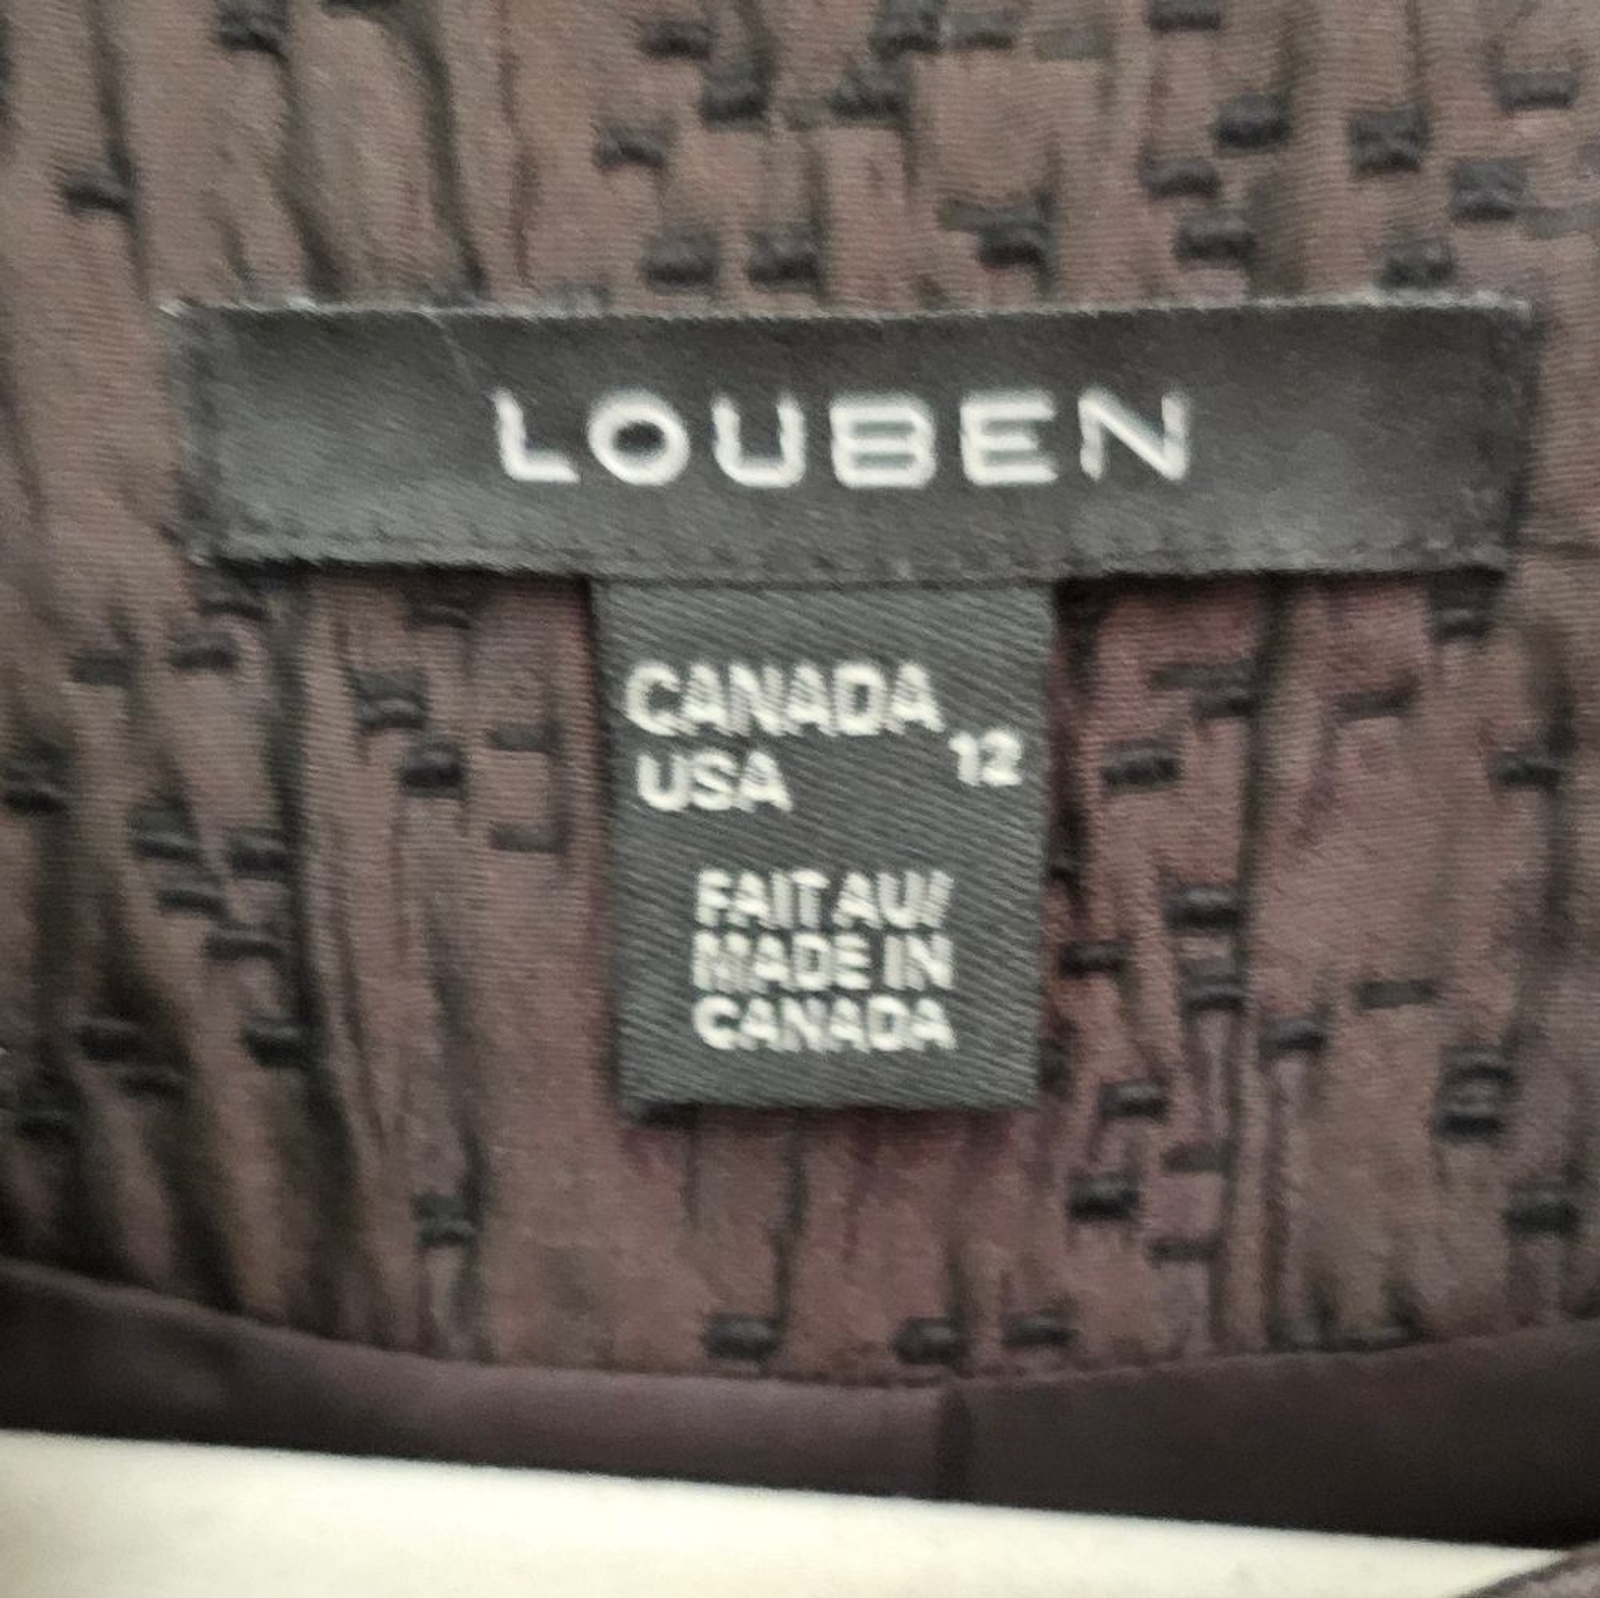 LOUBEN
CANADA
USA 12
FAIT AU/
MADE IN
CANADA